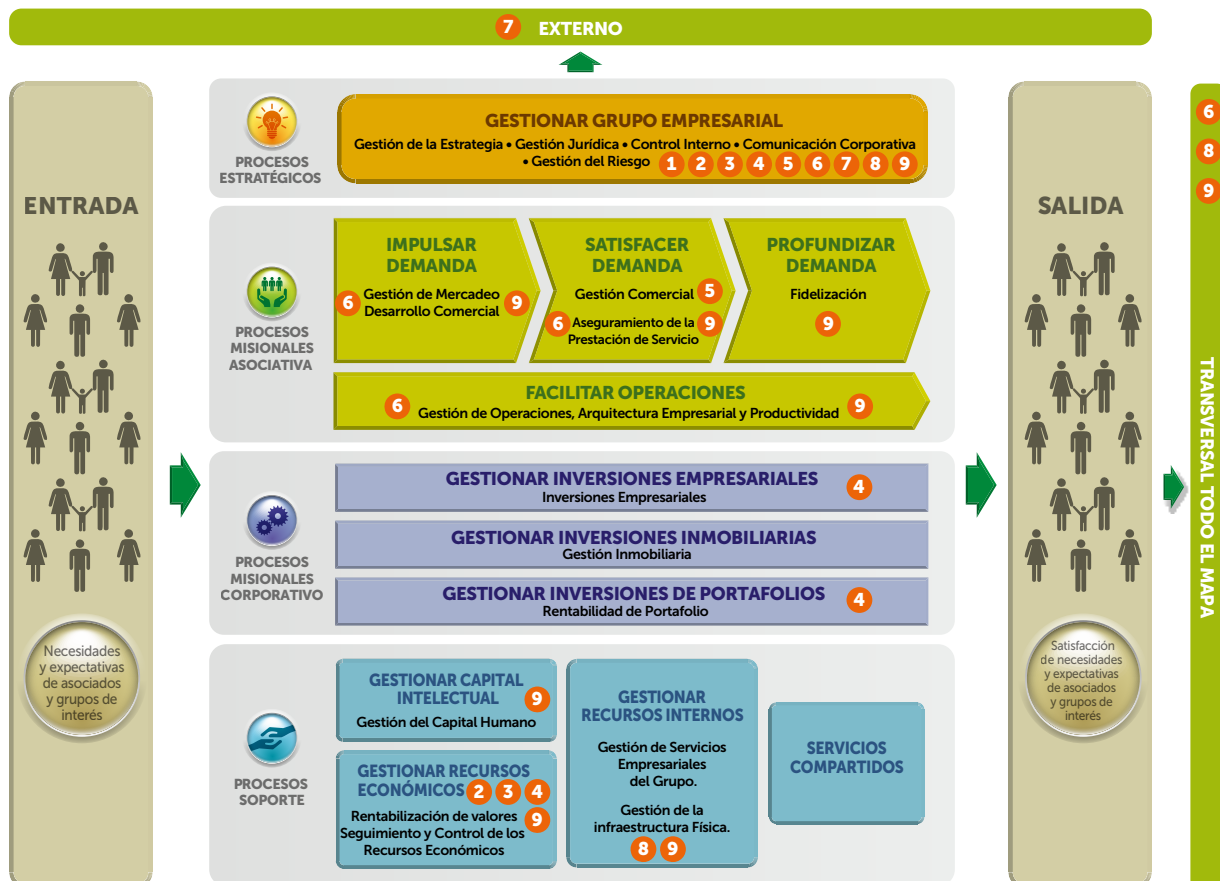 7 EXTERNO
ENTRADA
Necesidades
y expectativas
de asociados
y grupos de
interés
PROCESOS
ESTRATÉGICOS
GESTIONAR GRUPO EMPRESARIAL
Gestión de la Estrategia • Gestión Jurídica • Control Interno • Comunicación Corporativa
• Gestión del Riesgo 1 2 3 4 5 6 7 8 9
PROCESOS
MISIONALES
ASOCIATIVA
IMPULSAR
DEMANDA
6 Gestión de Mercadeo 9
Desarrollo Comercial
SATISFACER
DEMANDA
Gestión Comercial 5
6 Aseguramiento de la 9
Prestación de Servicio
PROFUNDIZAR
DEMANDA
Fidelización
9
FACILITAR OPERACIONES
6 Gestión de Operaciones, Arquitectura Empresarial y Productividad 9
PROCESOS
MISIONALES
CORPORATIVO
GESTIONAR INVERSIONES EMPRESARIALES 4
Inversiones Empresariales
GESTIONAR INVERSIONES INMOBILIARIAS
Gestión Inmobiliaria
GESTIONAR INVERSIONES DE PORTAFOLIOS 4
Rentabilidad de Portafolio
PROCESOS
SOPORTE
GESTIONAR CAPITAL
INTELECTUAL 9
Gestión del Capital Humano
GESTIONAR RECURSOS
ECONÓMICOS 2 3 4
Rentabilización de valores 9
Seguimiento y Control de los
Recursos Económicos
GESTIONAR
RECURSOS INTERNOS
Gestión de Servicios
Empresariales
del Grupo.
Gestión de la
infraestructura Física.
8 9
SERVICIOS
COMPARTIDOS
SALIDA
Satisfacción
de necesidades
y expectativas
de asociados
y grupos de
interés
6
8
9
TRANSVERSAL TODO EL MAPA